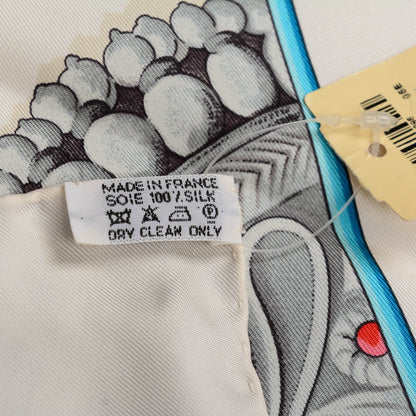 MADE IN FRANCE
SOIE 100% SILK
P
DRY CLEAN ONLY